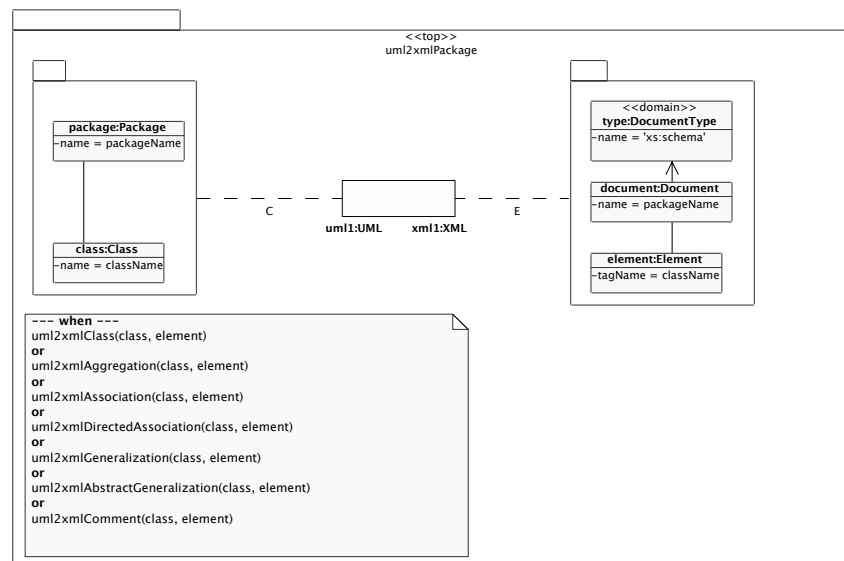 <<top>>
uml2xmlPackage
package:Package
-name = packageName
class:Class
-name = className
C
uml1:UML
xml1:XML
E
<<domain>>
type:DocumentType
-name = 'xs:schema'
document:Document
-name = packageName
element:Element
-tagName = className
--- when ---
uml2xmlClass(class, element)
or
uml2xmlAggregation(class, element)
or
uml2xmlAssociation(class, element)
or
uml2xmlDirectedAssociation(class, element)
or
uml2xmlGeneralization(class, element)
or
uml2xmlAbstractGeneralization(class, element)
or
uml2xmlComment(class, element)